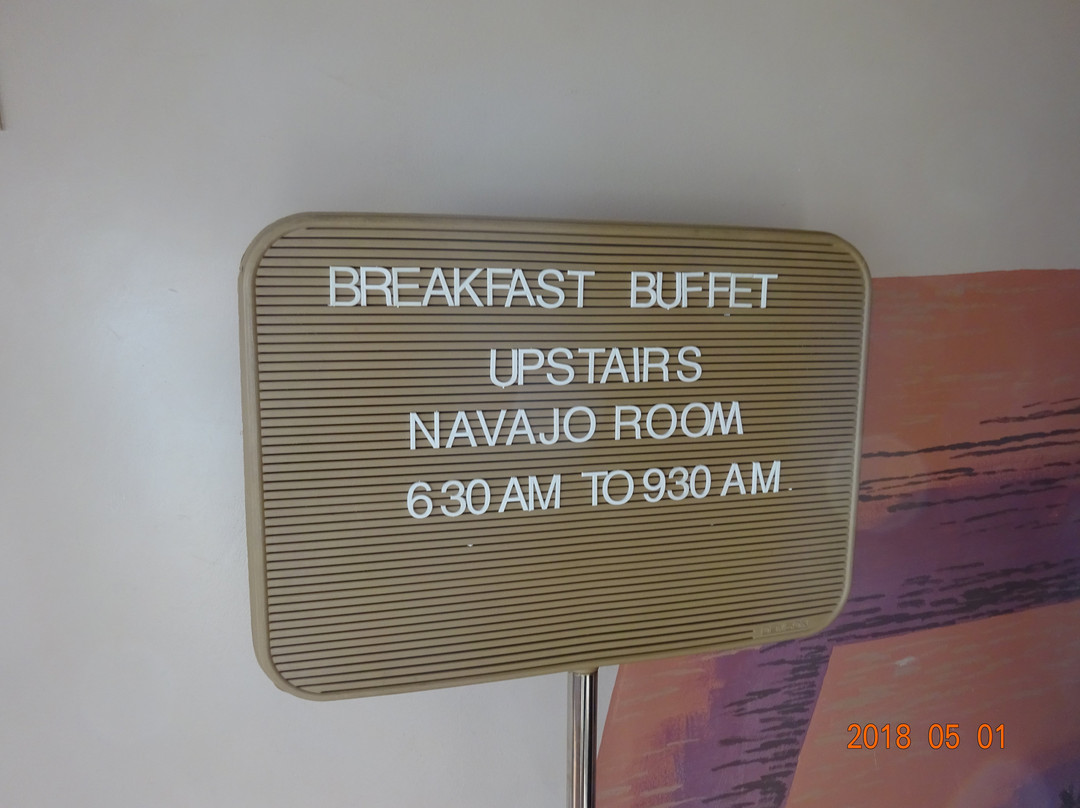 BREAKFAST BUFFET
UPSTAIRS
NAVAJO ROOM
630 AM TO 930 AM
2018 05 01